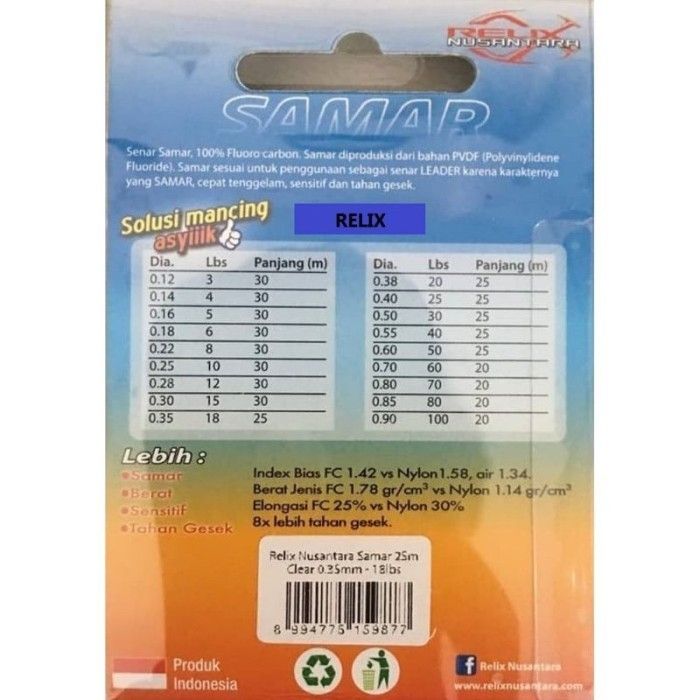 RELIX
NUSANTARA
SAMAR
Senar Samar, 100% Fluoro carbon. Samar diproduksi dari bahan PVDF (Polyvinylidene
Fluoride). Samar sesuai untuk penggunaan sebagai senar LEADER karena karakternya
yang SAMAR, cepat tenggelam, sensitif dan tahan gesek.
Solusi mancing
asyiiik
RELIX
Dia. Lbs Panjang (m)
0.12 3 30
0.14 4 30
0.16 5 30
0.18 6 30
0.22 8 30
0.25 10 30
0.28 12 30
0.30 15 30
0.35 18 25
Dia. Lbs Panjang (m)
0.38 20 25
0.40 25 25
0.50 30 25
0.55 40 25
0.60 50 25
0.70 60 20
0.80 70 20
0.85 80 20
0.90 100 20
Lebih :
•Samar Index Bias FC 1.42 vs Nylon1.58, air 1.34.
•Berat Berat Jenis FC 1.78 gr/cm³ vs Nylon 1.14 gr/cm³
•Sensitif Elongasi FC 25% vs Nylon 30%
•Tahan Gesek 8x lebih tahan gesek.
Relix Nusantara Samar 25m
Clear 0.35mm - 18lbs
8 994775 159877
Produk
Indonesia
f Relix Nusantara
www.relixnusantara.com